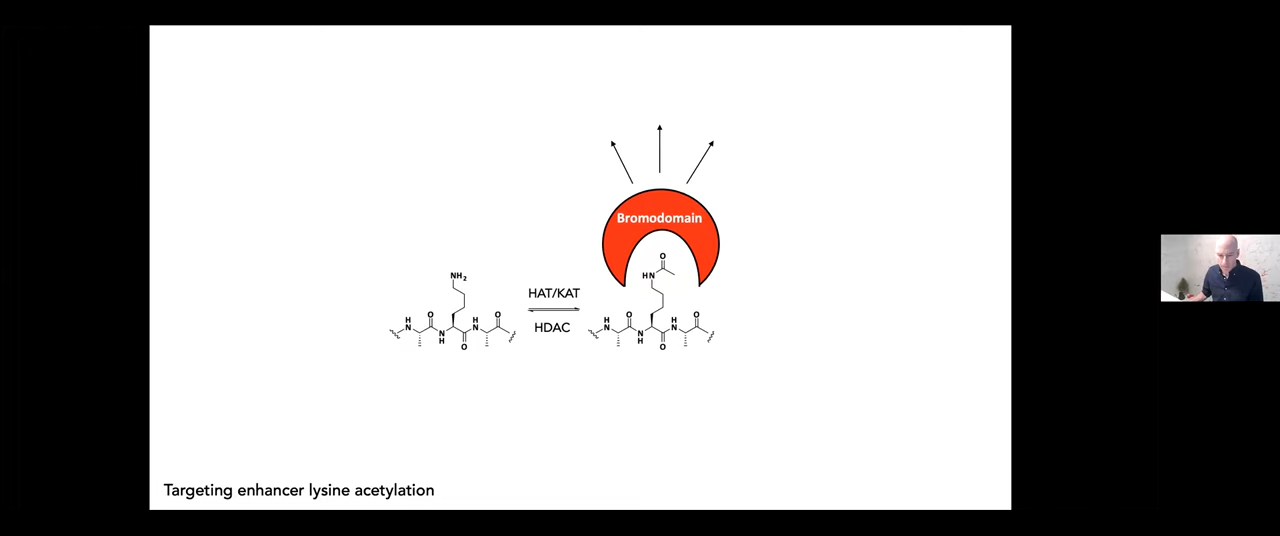 Bromodomain
O
HN
NH2
HAT/KAT
HDAC
H
N
O
N
H
O
H
N
O
H
N
O
N
H
O
H
N
O
Targeting enhancer lysine acetylation